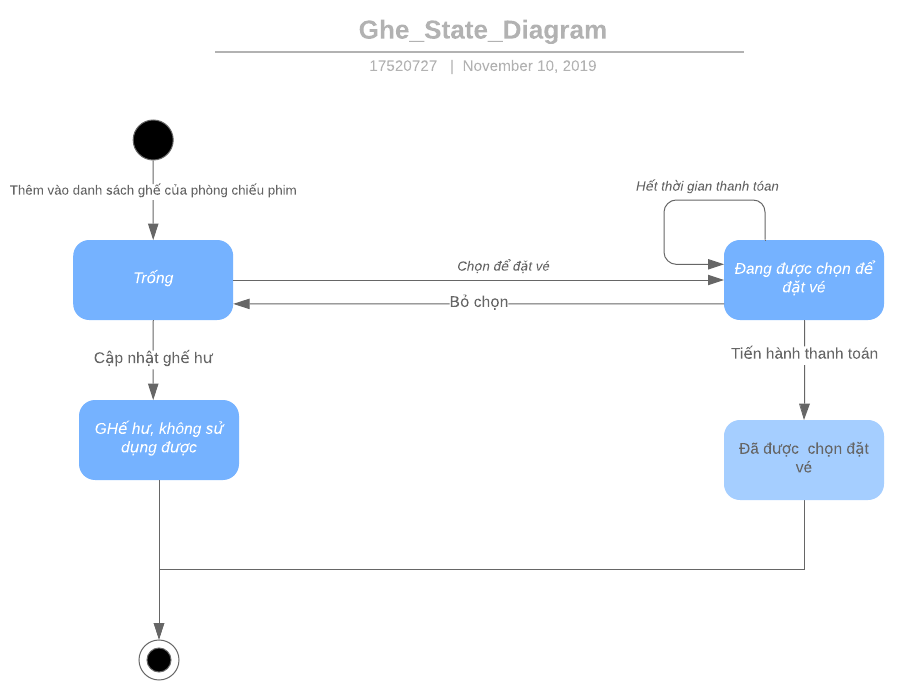 Ghe_State_Diagram
17520727 | November 10, 2019
Thêm vào danh sách ghế của phòng chiếu phim
Hết thời gian thanh tóan
Trống
Chọn để đặt vé
Đang được chọn để
đặt vé
Bỏ chọn
Cập nhật ghế hư
Tiến hành thanh toán
GHế hư, không sử
dụng được
Đã được chọn đặt
vé